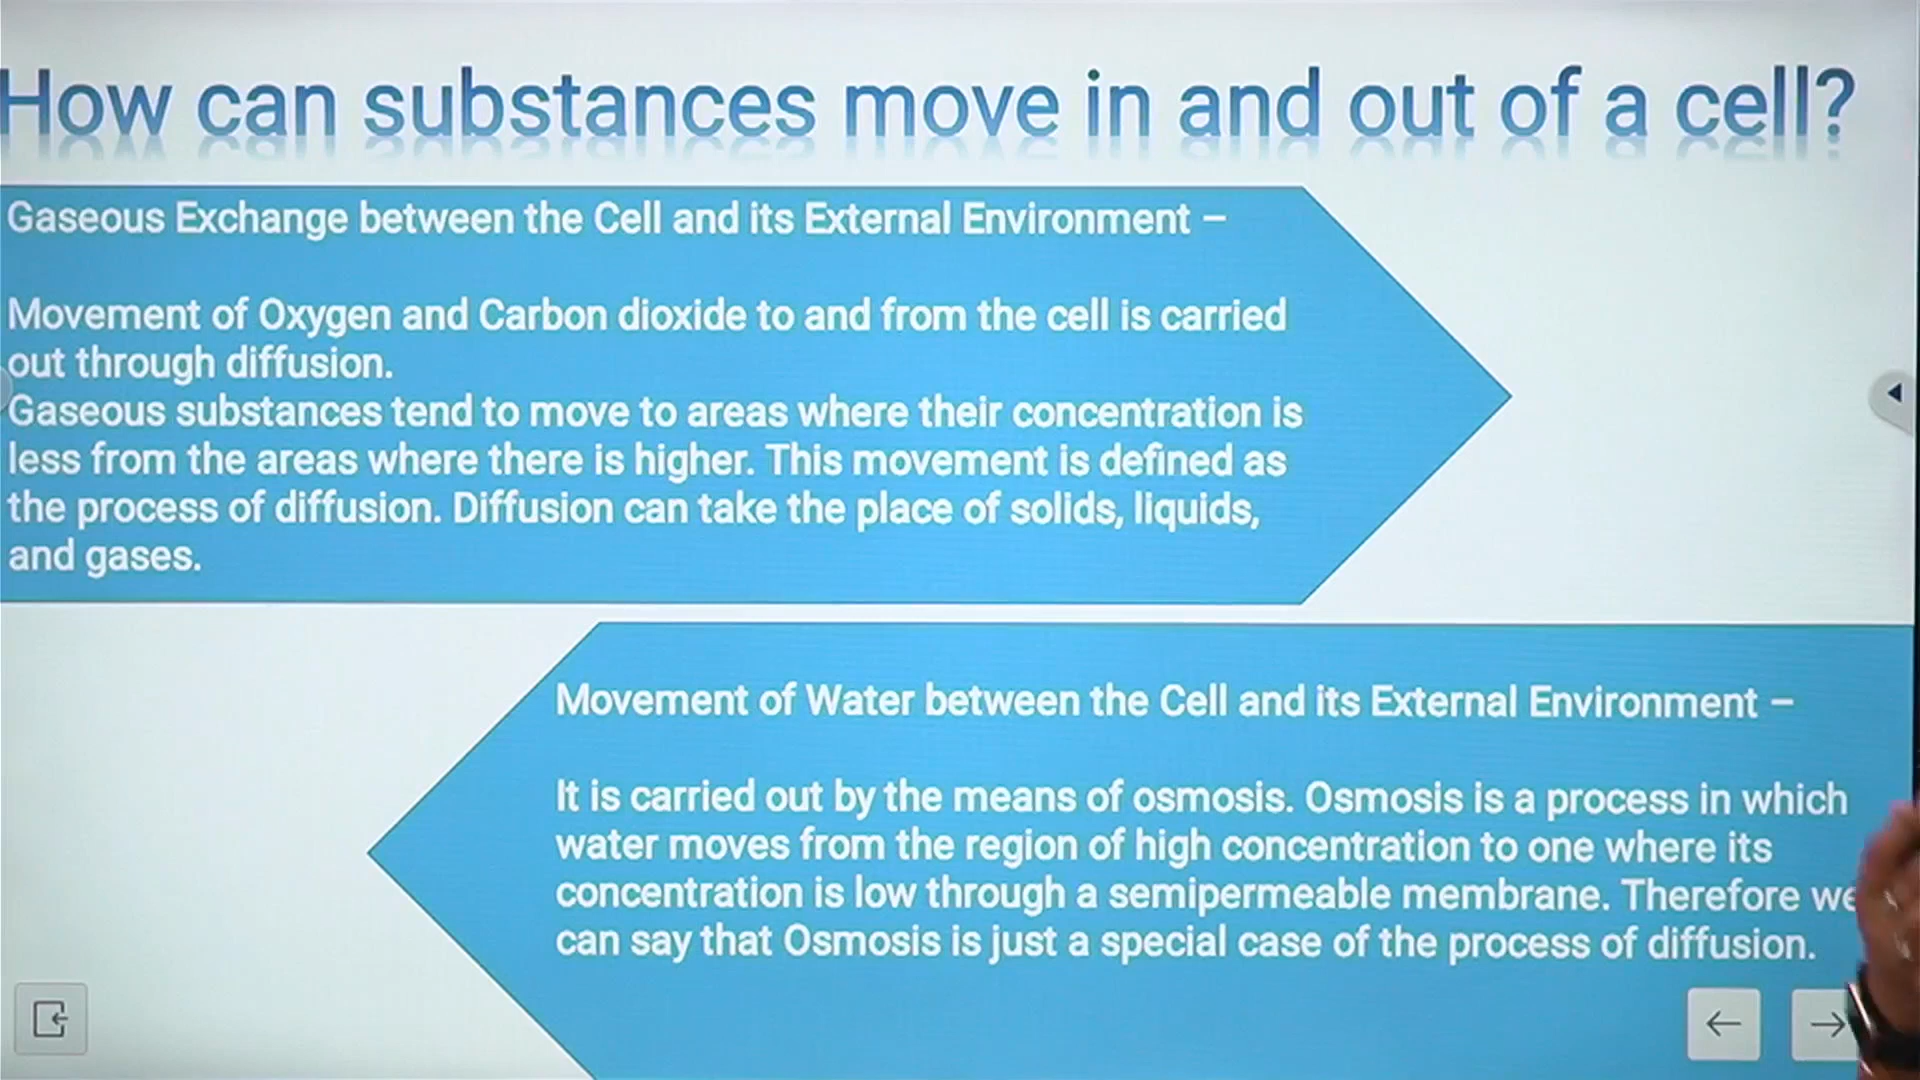 How can substances move in and out of a cell?
Gaseous Exchange between the Cell and its External Environment –
Movement of Oxygen and Carbon dioxide to and from the cell is carried
out through diffusion.
Gaseous substances tend to move to areas where their concentration is
less from the areas where there is higher. This movement is defined as
the process of diffusion. Diffusion can take the place of solids, liquids,
and gases.
Movement of Water between the Cell and its External Environment –
It is carried out by the means of osmosis. Osmosis is a process in which
water moves from the region of high concentration to one where its
concentration is low through a semipermeable membrane. Therefore we
can say that Osmosis is just a special case of the process of diffusion.